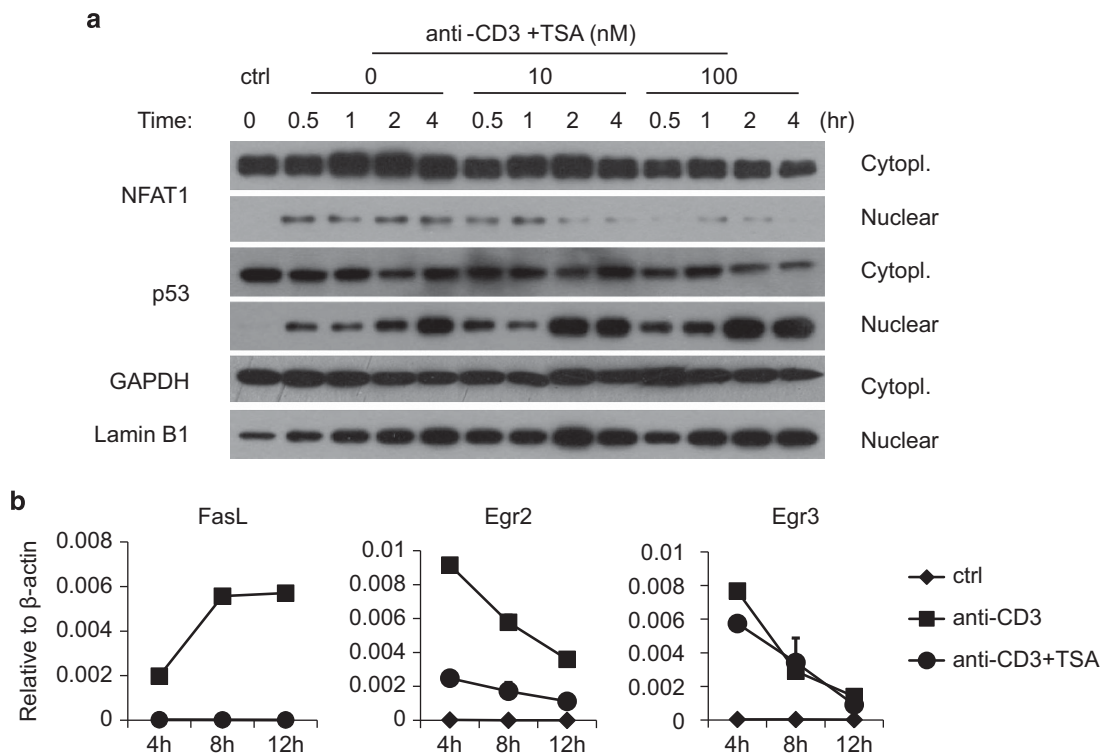 a
anti -CD3 +TSA (nM)
ctrl 0 10 100
Time: 0 0.5 1 2 4 0.5 1 2 4 0.5 1 2 4 (hr)
NFAT1
Cytopl.
Nuclear
p53
Cytopl.
Nuclear
GAPDH
Cytopl.
Lamin B1
Nuclear
b
FasL
Relative to β-actin
0.008
0.006
0.004
0.002
0
4h 8h 12h
Egr2
0.01
0.008
0.006
0.004
0.002
0
4h 8h 12h
Egr3
0.01
0.008
0.006
0.004
0.002
0
4h 8h 12h
ctrl
anti-CD3
anti-CD3+TSA